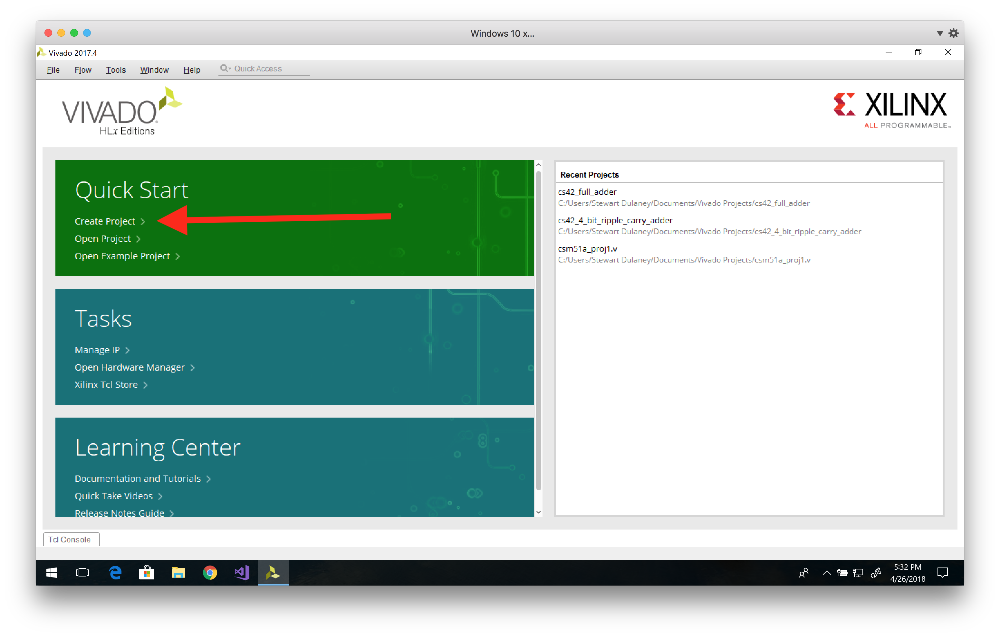 Windows 10 x...
Vivado 2017.4
File Flow Tools Window Help Quick Access
VIVADO
HLx Editions
XILINX
ALL PROGRAMMABLE™
Quick Start
Create Project
Open Project
Open Example Project
Tasks
Manage IP
Open Hardware Manager
Xilinx Tcl Store
Learning Center
Documentation and Tutorials
Quick Take Videos
Release Notes Guide
Recent Projects
cs42_full_adder
C:/Users/Stewart Dulaney/Documents/Vivado Projects/cs42_full_adder
cs42_4_bit_ripple_carry_adder
C:/Users/Stewart Dulaney/Documents/Vivado Projects/cs42_4_bit_ripple_carry_adder
csm51a_proj1.v
C:/Users/Stewart Dulaney/Documents/Vivado Projects/csm51a_proj1.v
Tcl Console
5:32 PM
4/26/2018